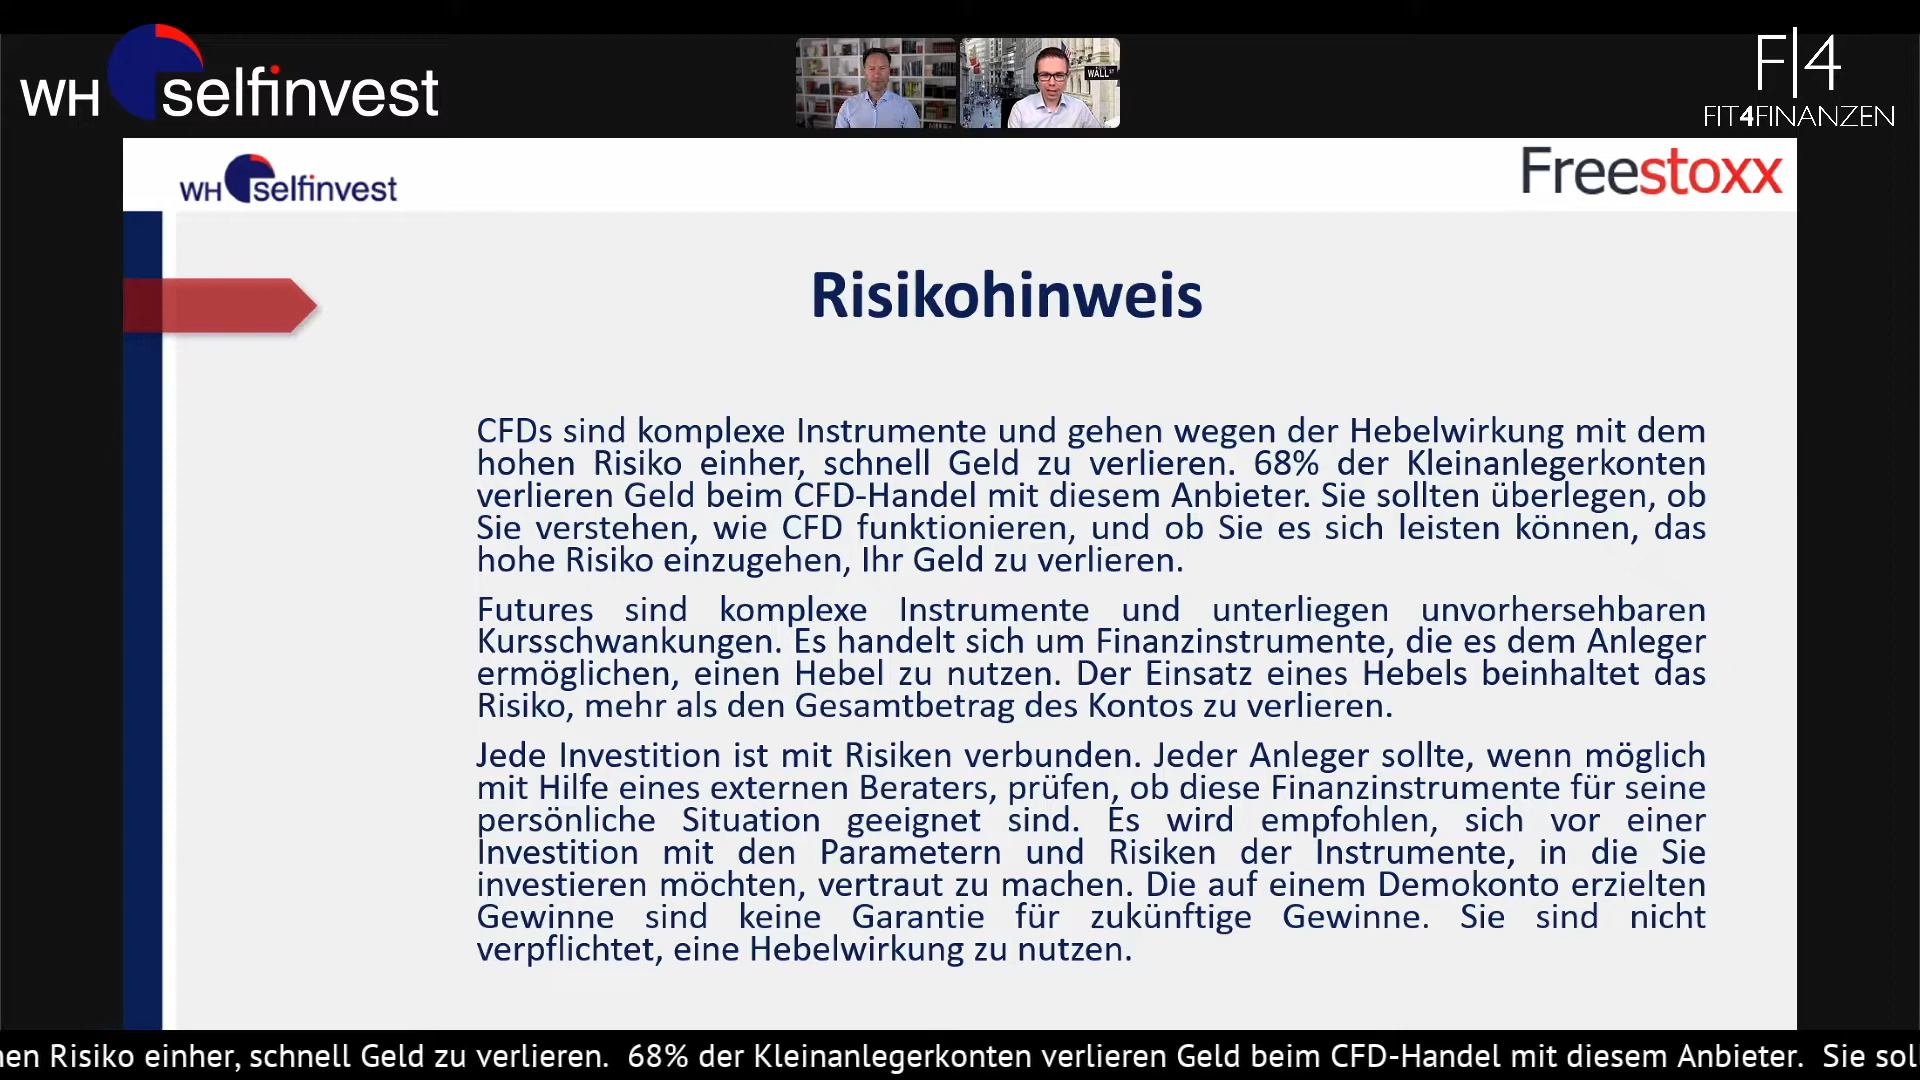 WH selfinvest
WALL ST
F|4
FIT4FINANZEN
WH selfinvest
Freestoxx
Risikohinweis
CFDs sind komplexe Instrumente und gehen wegen der Hebelwirkung mit dem
hohen Risiko einher, schnell Geld zu verlieren. 68% der Kleinanlegerkonten
verlieren Geld beim CFD-Handel mit diesem Anbieter. Sie sollten überlegen, ob
Sie verstehen, wie CFD funktionieren, und ob Sie es sich leisten können, das
hohe Risiko einzugehen, Ihr Geld zu verlieren.
Futures sind komplexe Instrumente und unterliegen unvorhersehbaren
Kursschwankungen. Es handelt sich um Finanzinstrumente, die es dem Anleger
ermöglichen, einen Hebel zu nutzen. Der Einsatz eines Hebels beinhaltet das
Risiko, mehr als den Gesamtbetrag des Kontos zu verlieren.
Jede Investition ist mit Risiken verbunden. Jeder Anleger sollte, wenn möglich
mit Hilfe eines externen Beraters, prüfen, ob diese Finanzinstrumente für seine
persönliche Situation geeignet sind. Es wird empfohlen, sich vor einer
Investition mit den Parametern und Risiken der Instrumente, in die Sie
investieren möchten, vertraut zu machen. Die auf einem Demokonto erzielten
Gewinne sind keine Garantie für zukünftige Gewinne. Sie sind nicht
verpflichtet, eine Hebelwirkung zu nutzen.
hen Risiko einher, schnell Geld zu verlieren. 68% der Kleinanlegerkonten verlieren Geld beim CFD-Handel mit diesem Anbieter. Sie soll